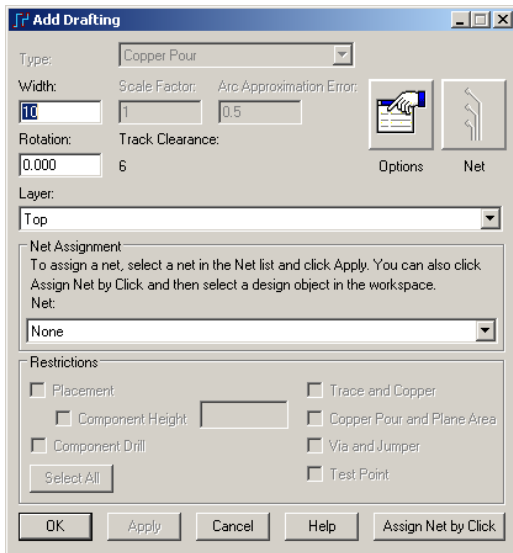 Add Drafting
Type:
Copper Pour
Width: Scale Factor: Arc Approximation Error:
10 1 0.5
Rotation: Track Clearance:
0.000 6
Options Net
Layer:
Top
Net Assignment
To assign a net, select a net in the Net list and click Apply. You can also click
Assign Net by Click and then select a design object in the workspace.
Net:
None
Restrictions
Placement Trace and Copper
Component Height Copper Pour and Plane Area
Component Drill Via and Jumper
Select All Test Point
OK Apply Cancel Help Assign Net by Click